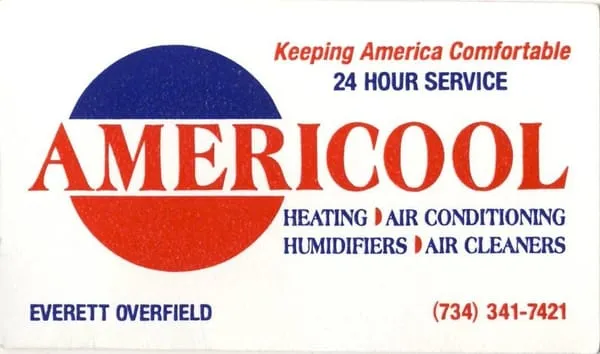 Keeping America Comfortable
24 HOUR SERVICE
AMERICOOL
HEATING AIR CONDITIONING
HUMIDIFIERS AIR CLEANERS
EVERETT OVERFIELD (734) 341-7421